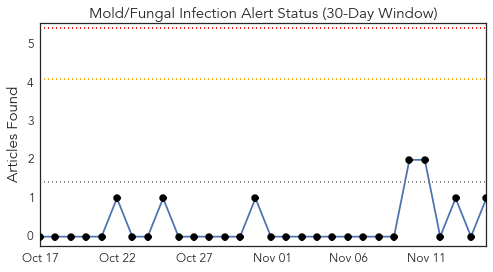 Mold/Fungal Infection Alert Status (30-Day Window)
Articles Found
5
4
3
2
1
0
Oct 17 Oct 22 Oct 27 Nov 01 Nov 06 Nov 11